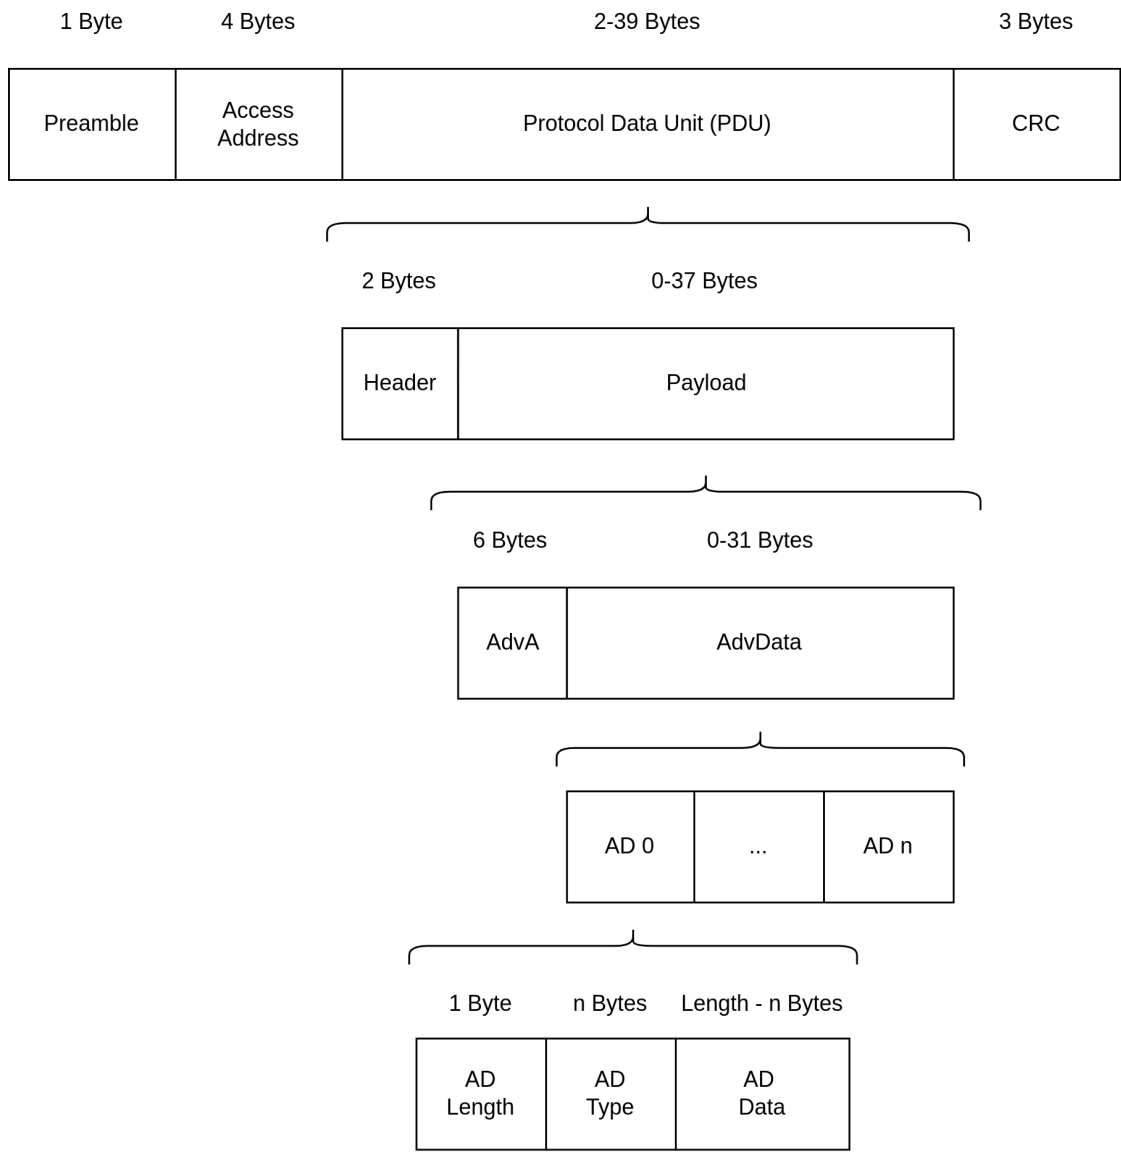 1 Byte
4 Bytes
2-39 Bytes
3 Bytes
Preamble
Access
Address
Protocol Data Unit (PDU)
CRC
2 Bytes
0-37 Bytes
Header
Payload
6 Bytes
0-31 Bytes
AdvA
AdvData
AD 0
...
AD n
1 Byte
n Bytes
Length - n Bytes
AD
Length
AD
Type
AD
Data